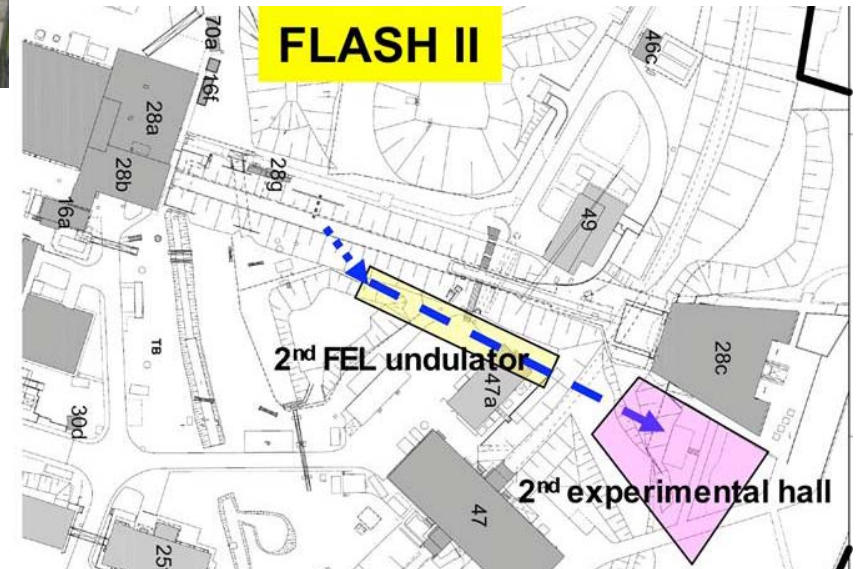 FLASH II
70a
16f
46c
28a
28b
28g
16a
49
28c
TB
2nd FEL undulator
47a
30d
2nd experimental hall
47
25